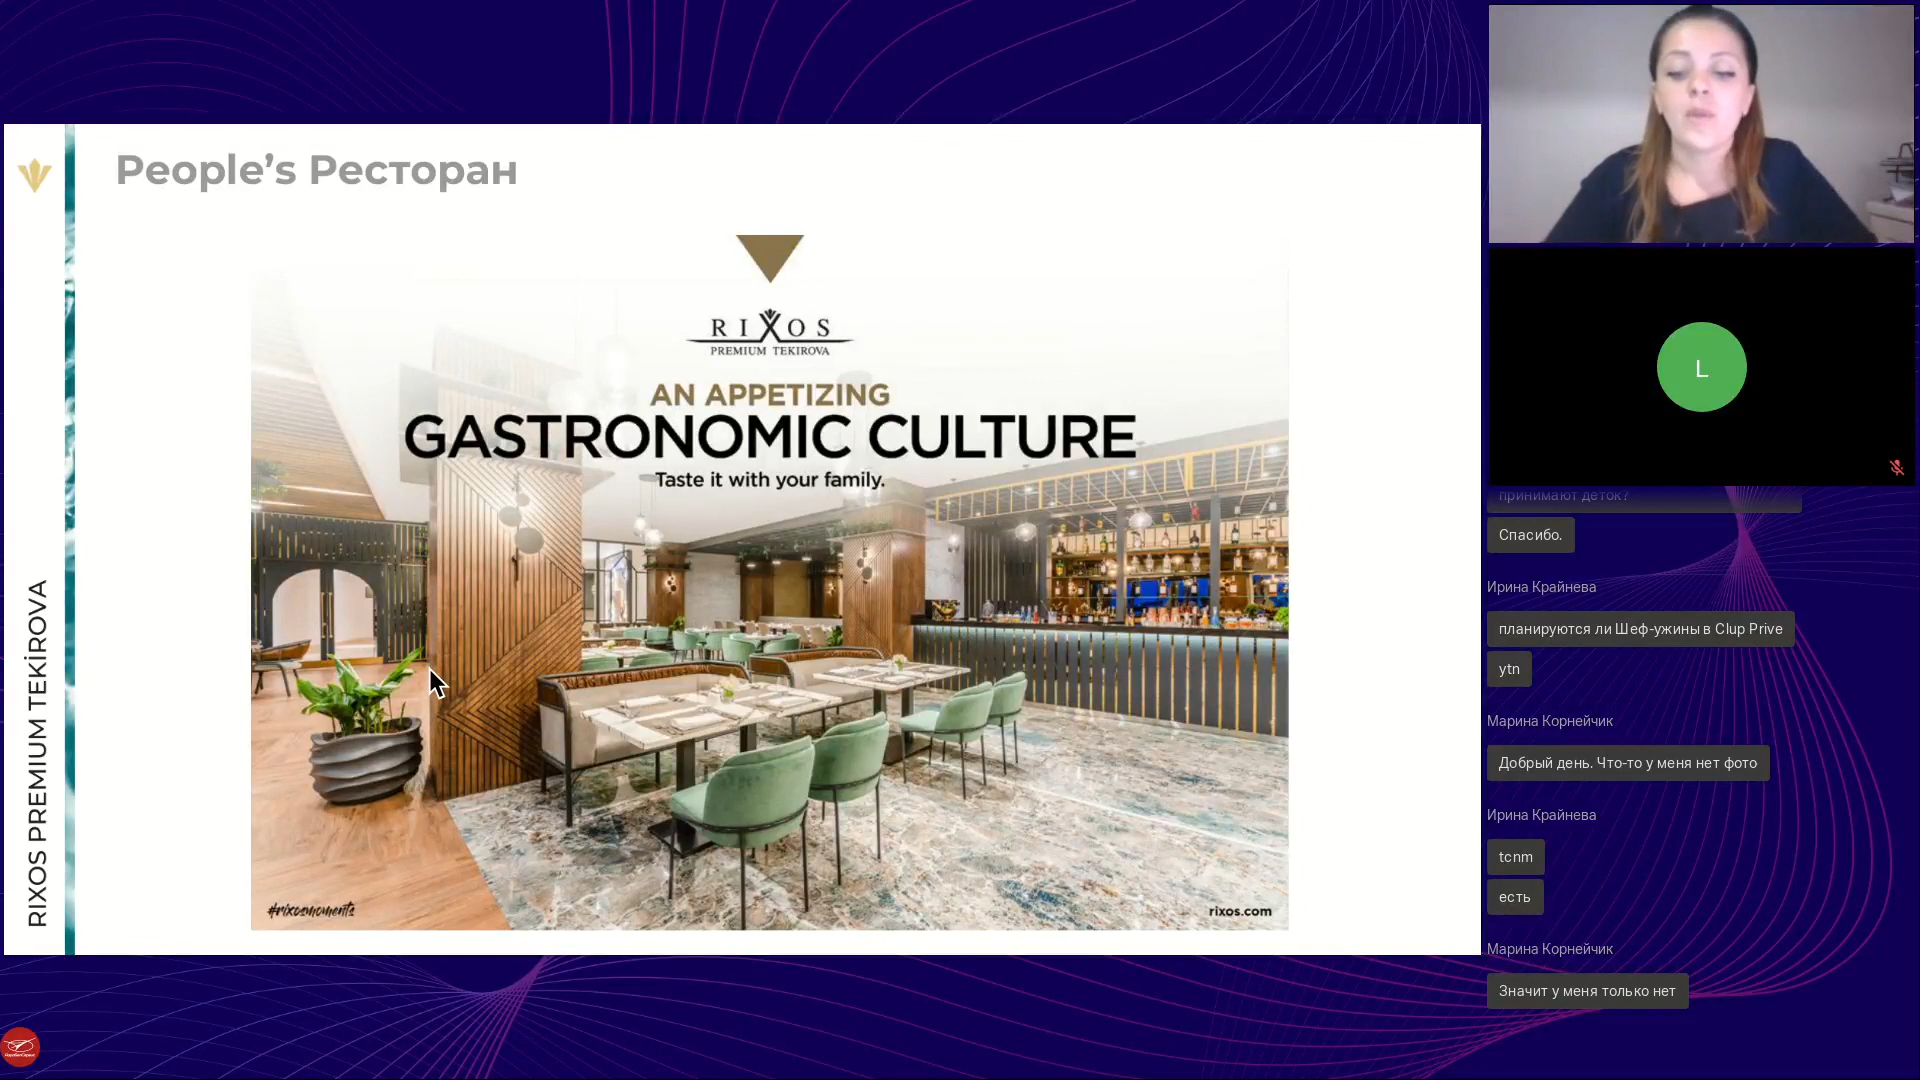 People’s Ресторан
RIXOS PREMIUM TEKİROVA
RIXOS
PREMIUM TEKIROVA
AN APPETIZING
GASTRONOMIC CULTURE
Taste it with your family.
#rixosmoments
rixos.com
L
принимают деток?
Спасибо.
Ирина Крайнева
планируются ли Шеф-ужины в Clup Prive
ytn
Марина Корнейчик
Добрый день. Что-то у меня нет фото
Ирина Крайнева
tcnm
есть
Марина Корнейчик
Значит у меня только нет